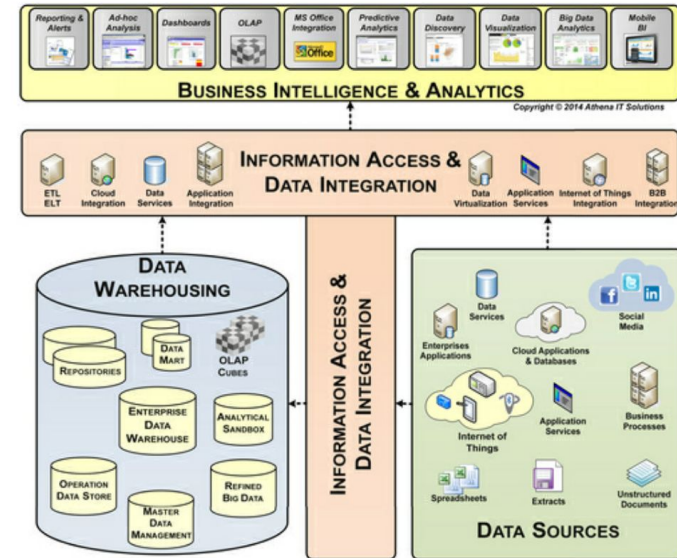 Reporting & Alerts
Ad-hoc Analysis
Dashboards
OLAP
MS Office Integration
Office
Predictive Analytics
Data Discovery
Data Visualization
Big Data Analytics
Mobile BI
BUSINESS INTELLIGENCE & ANALYTICS
Copyright © 2014 Athena IT Solutions
INFORMATION ACCESS &
DATA INTEGRATION
ETL
ELT
Cloud
Integration
Data
Services
Application
Integration
Data
Virtualization
Application
Services
Internet of Things
Integration
B2B
Integration
DATA
WAREHOUSING
REPOSITORIES
DATA
MART
OLAP
CUBES
ENTERPRISE
DATA
WAREHOUSE
ANALYTICAL
SANDBOX
OPERATION
DATA STORE
MASTER
DATA
MANAGEMENT
REFINED
BIG DATA
INFORMATION ACCESS &
DATA INTEGRATION
Data
Services
Social
Media
f
in
Enterprises
Applications
Cloud Applications
& Databases
Internet of
Things
Application
Services
Business
Processes
Spreadsheets
Extracts
Unstructured
Documents
DATA SOURCES